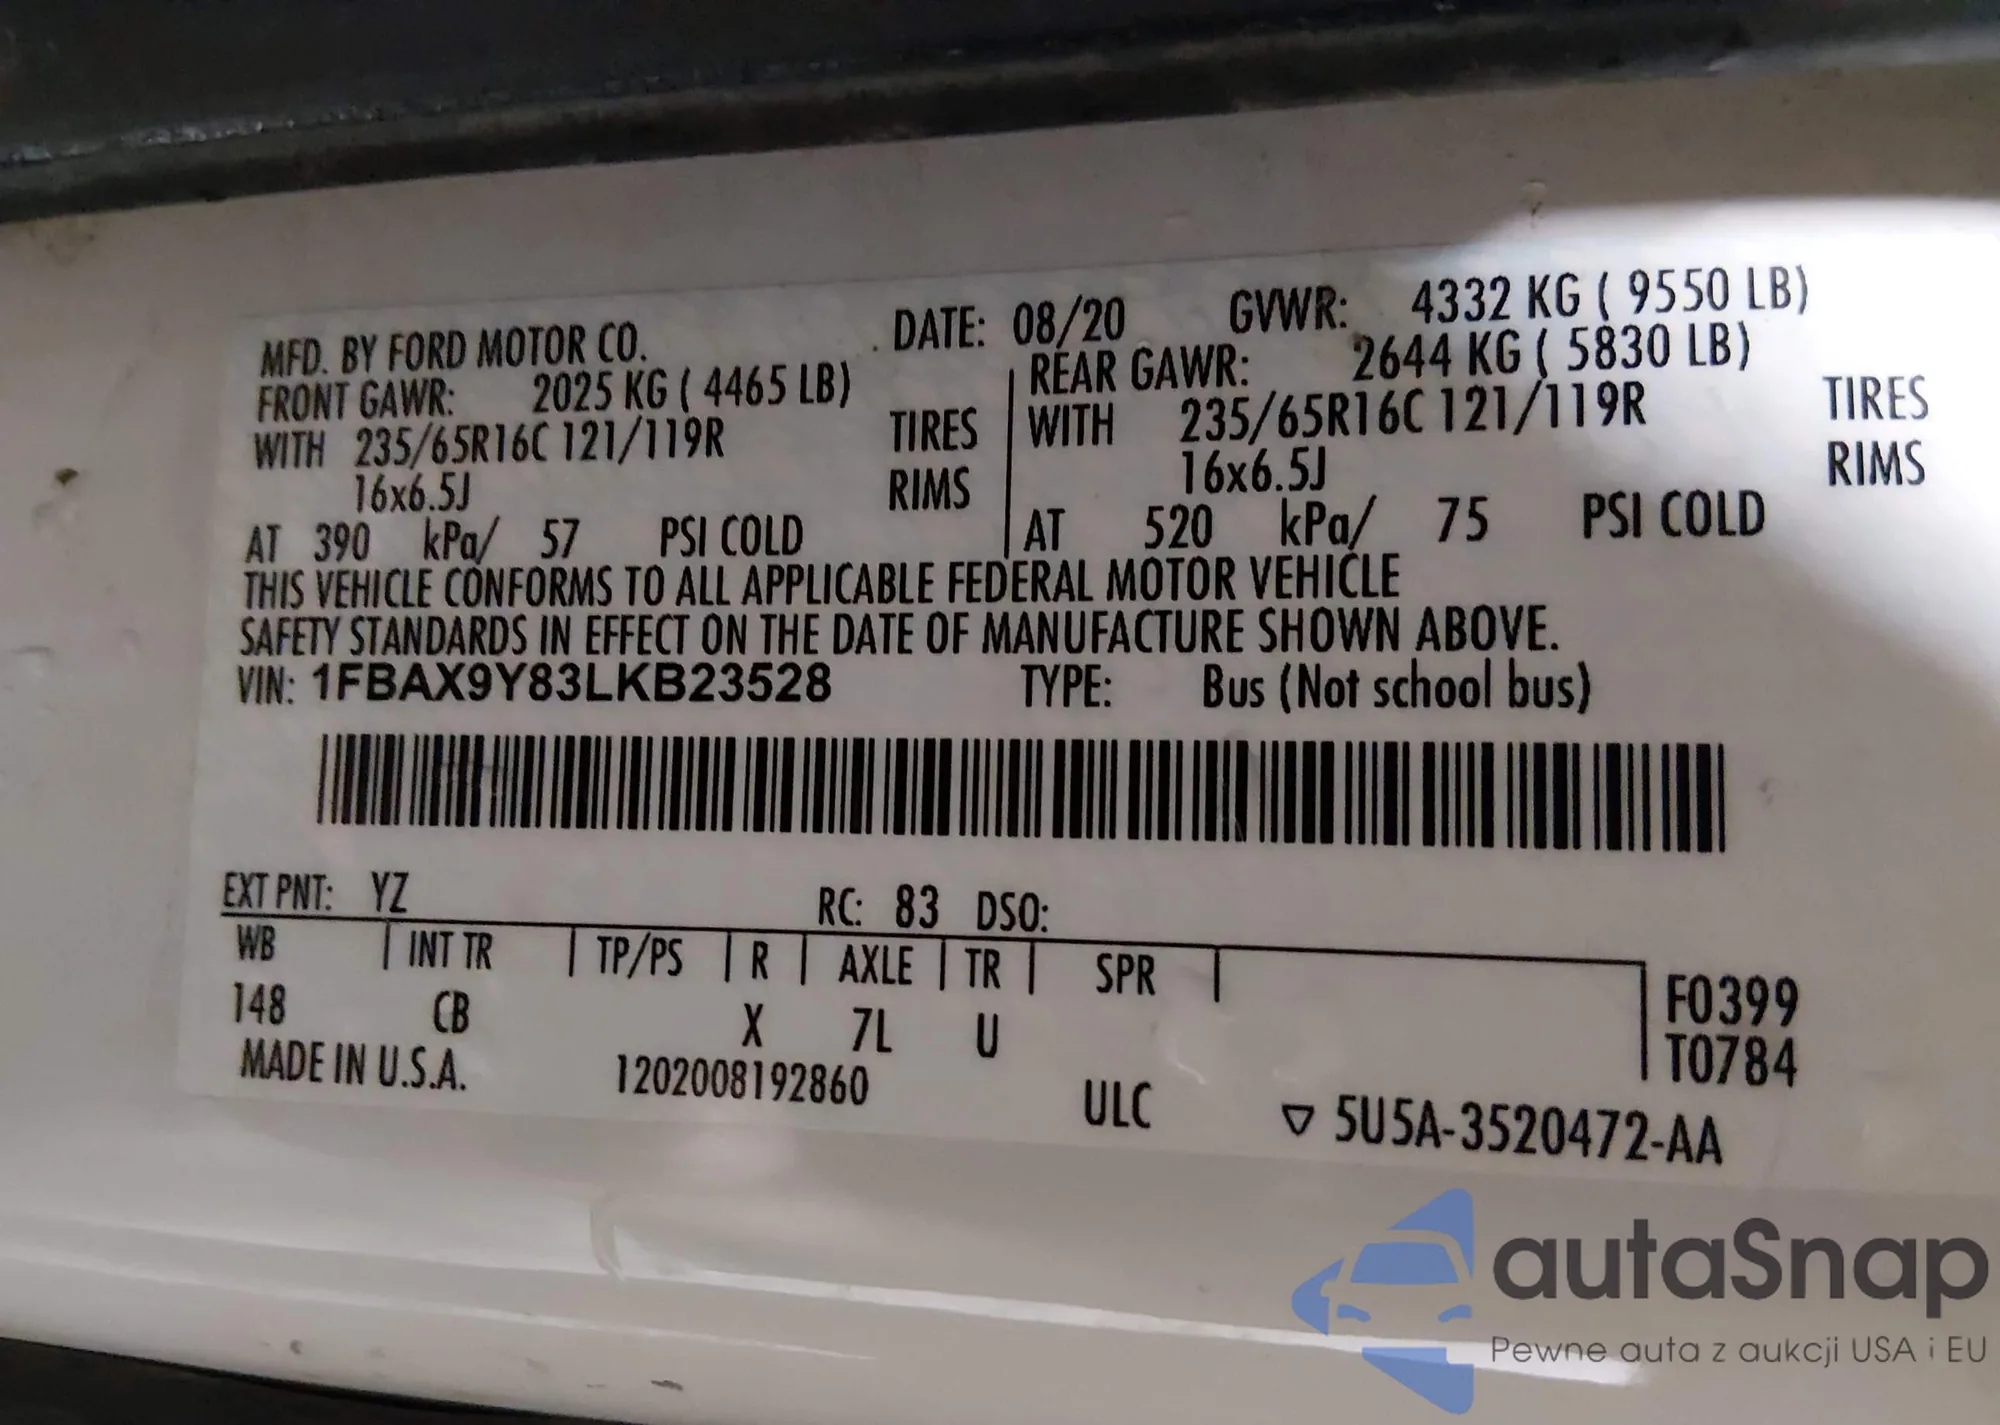 MFD. BY FORD MOTOR CO. DATE: 08/20 GVWR: 4332 KG ( 9550 LB)
FRONT GAWR: 2025 KG ( 4465 LB) REAR GAWR: 2644 KG ( 5830 LB)
WITH 235/65R16C 121/119R TIRES WITH 235/65R16C 121/119R TIRES
16x6.5J RIMS 16x6.5J RIMS
AT 390 kPa/ 57 PSI COLD AT 520 kPa/ 75 PSI COLD
THIS VEHICLE CONFORMS TO ALL APPLICABLE FEDERAL MOTOR VEHICLE
SAFETY STANDARDS IN EFFECT ON THE DATE OF MANUFACTURE SHOWN ABOVE.
VIN: 1FBAX9Y83LKB23528 TYPE: Bus (Not school bus)
EXT PNT: YZ RC: 83 DSO:
WB INT TR TP/PS R AXLE TR SPR F0399
148 CB X 7L U T0784
MADE IN U.S.A. 1202008192860 ULC ▽ 5U5A-3520472-AA
autaSnap
Pewne auta z aukcji USA i EU